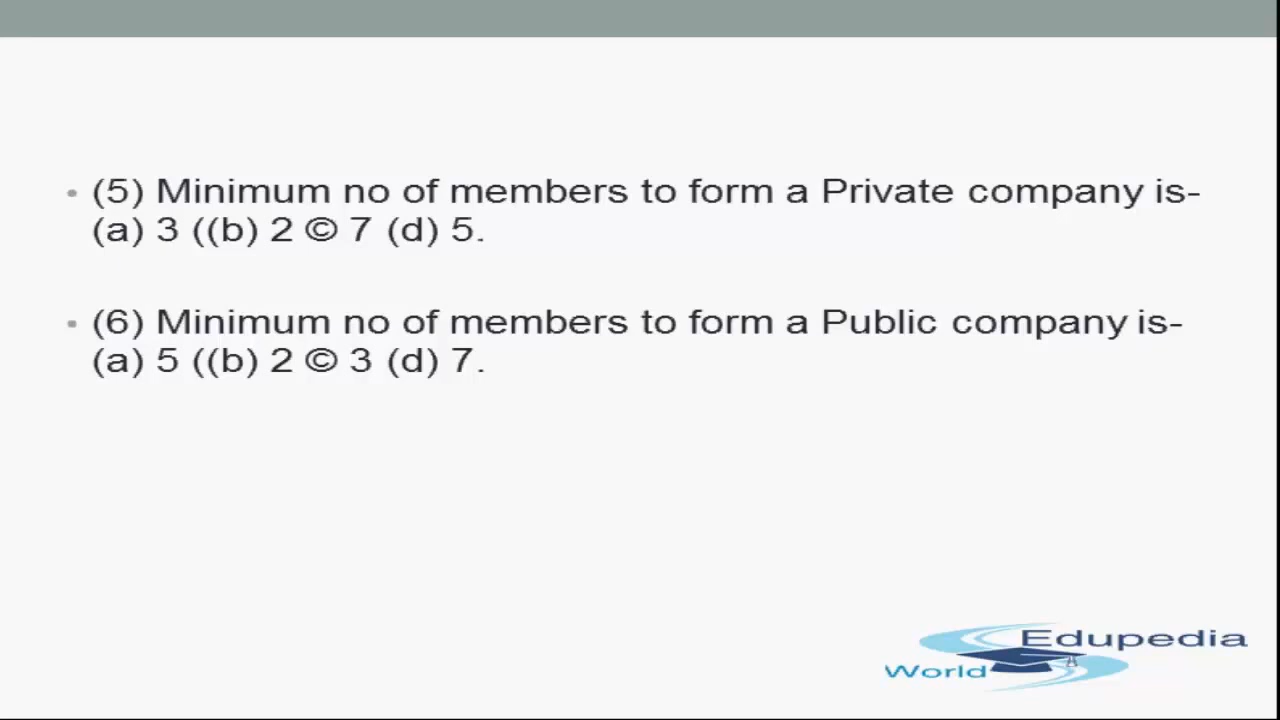 • (5) Minimum no of members to form a Private company is-
(a) 3 ((b) 2 © 7 (d) 5.
• (6) Minimum no of members to form a Public company is-
(a) 5 ((b) 2 © 3 (d) 7.
Edupedia
World